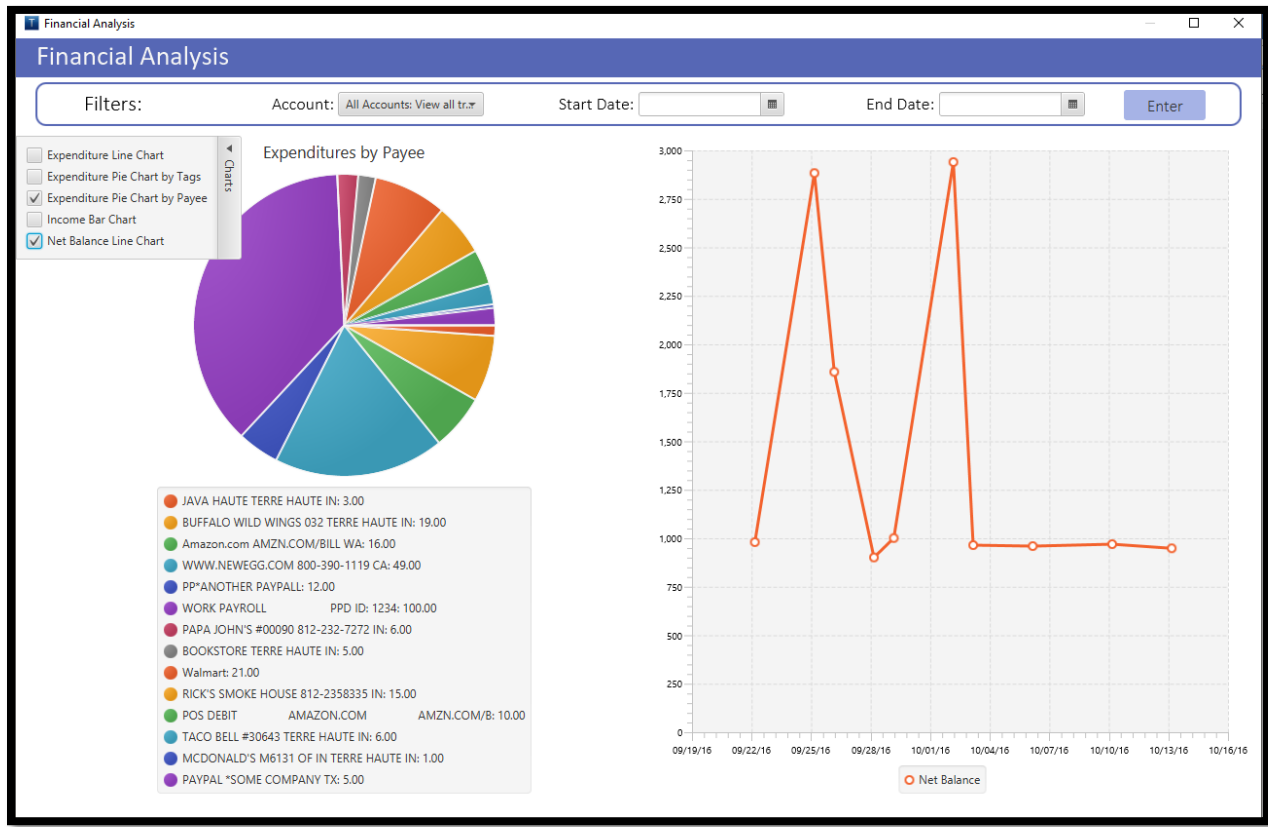 Financial Analysis
Financial Analysis
Filters: Account: All Accounts: View all tr... Start Date: End Date: Enter
Charts
Expenditure Line Chart
Expenditure Pie Chart by Tags
Expenditure Pie Chart by Payee
Income Bar Chart
Net Balance Line Chart
Expenditures by Payee
JAVA HAUTE TERRE HAUTE IN: 3.00
BUFFALO WILD WINGS 032 TERRE HAUTE IN: 19.00
Amazon.com AMZN.COM/BILL WA: 16.00
WWW.NEWEGG.COM 800-390-1119 CA: 49.00
PP*ANOTHER PAYPALL: 12.00
WORK PAYROLL PPD ID: 1234: 100.00
PAPA JOHN'S #00090 812-232-7272 IN: 6.00
BOOKSTORE TERRE HAUTE IN: 5.00
Walmart: 21.00
RICK'S SMOKE HOUSE 812-2358335 IN: 15.00
POS DEBIT AMAZON.COM AMZN.COM/B: 10.00
TACO BELL #30643 TERRE HAUTE IN: 6.00
MCDONALD'S M6131 OF IN TERRE HAUTE IN: 1.00
PAYPAL *SOME COMPANY TX: 5.00
3,000
2,750
2,500
2,250
2,000
1,750
1,500
1,250
1,000
750
500
250
0
09/19/16 09/22/16 09/25/16 09/28/16 10/01/16 10/04/16 10/07/16 10/10/16 10/13/16 10/16/16
Net Balance